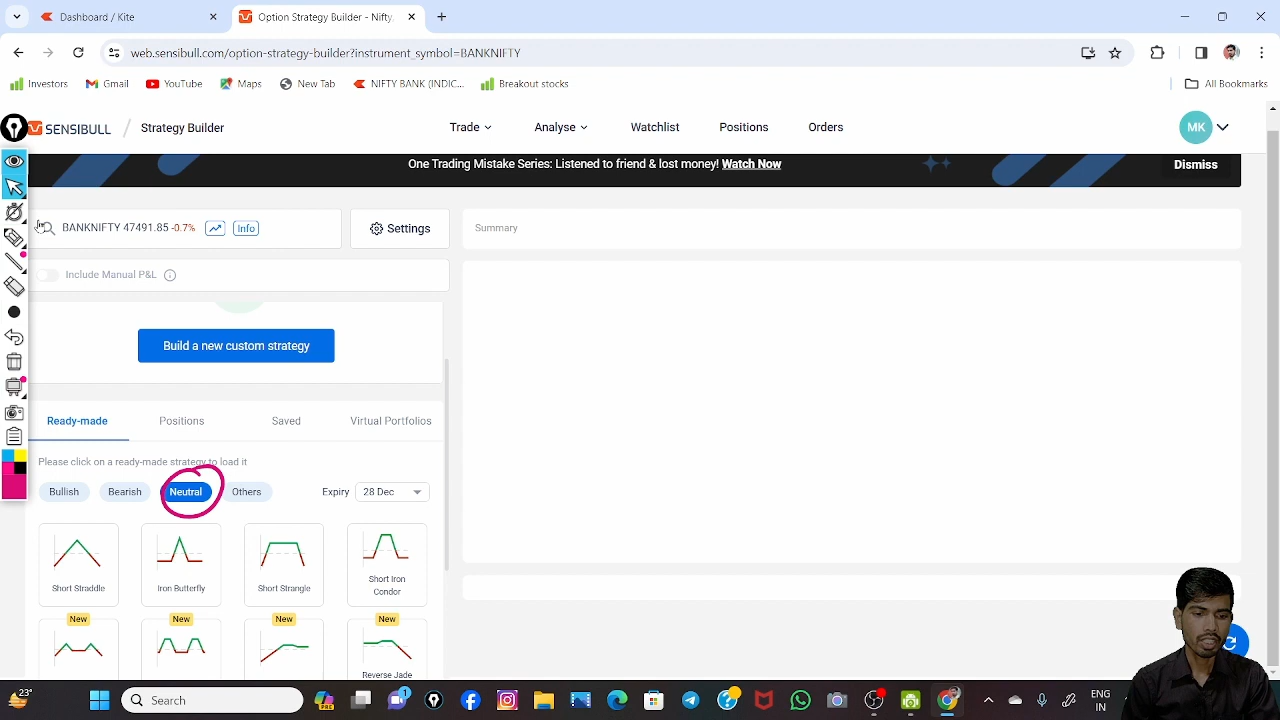 Dashboard / Kite
Option Strategy Builder - Nifty,
web.sensibull.com/option-strategy-builder?instrument_symbol=BANKNIFTY
Investors
Gmail
YouTube
Maps
New Tab
NIFTY BANK (INDIC...
Breakout stocks
All Bookmarks
SENSIBULL / Strategy Builder
Trade
Analyse
Watchlist
Positions
Orders
MK
One Trading Mistake Series: Listened to friend & lost money! Watch Now
Dismiss
BANKNIFTY 47491.85 -0.7%
Info
Settings
Summary
Include Manual P&L
Build a new custom strategy
Ready-made
Positions
Saved
Virtual Portfolios
Please click on a ready-made strategy to load it
Bullish
Bearish
Neutral
Others
Expiry
28 Dec
Short Straddle
Iron Butterfly
Short Strangle
Short Iron
Condor
New
New
New
New
Reverse Jade
23°
Search
1
ENG
IN